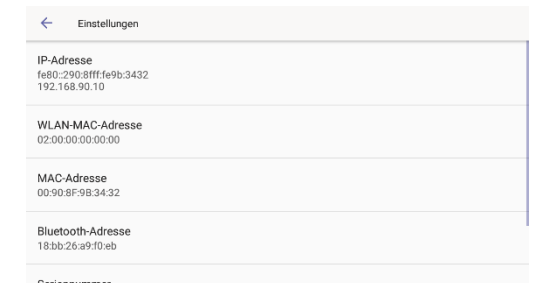 Einstellungen
IP-Adresse
fe80::290:8fff:fe9b:3432
192.168.90.10
WLAN-MAC-Adresse
02:00:00:00:00:00
MAC-Adresse
00:90:8F:9B:34:32
Bluetooth-Adresse
18:bb:26:a9:f0:eb
Seriennummer